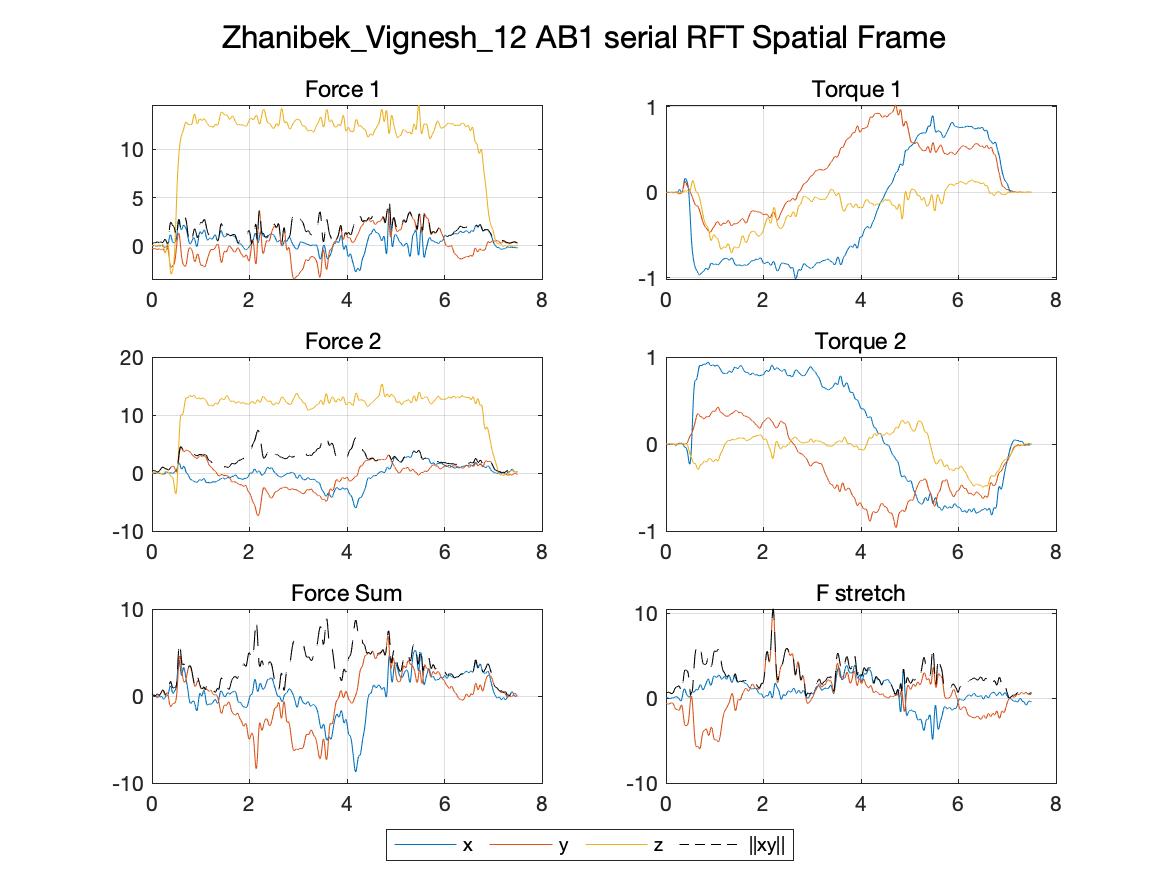 Zhanibek_Vignesh_12 AB1 serial RFT Spatial Frame
Force 1
10
5
0
0 2 4 6 8
Torque 1
1
0
-1
0 2 4 6 8
Force 2
20
10
0
-10
0 2 4 6 8
Torque 2
1
0
-1
0 2 4 6 8
Force Sum
10
0
-10
0 2 4 6 8
F stretch
10
0
-10
0 2 4 6 8
x y z ||xy||